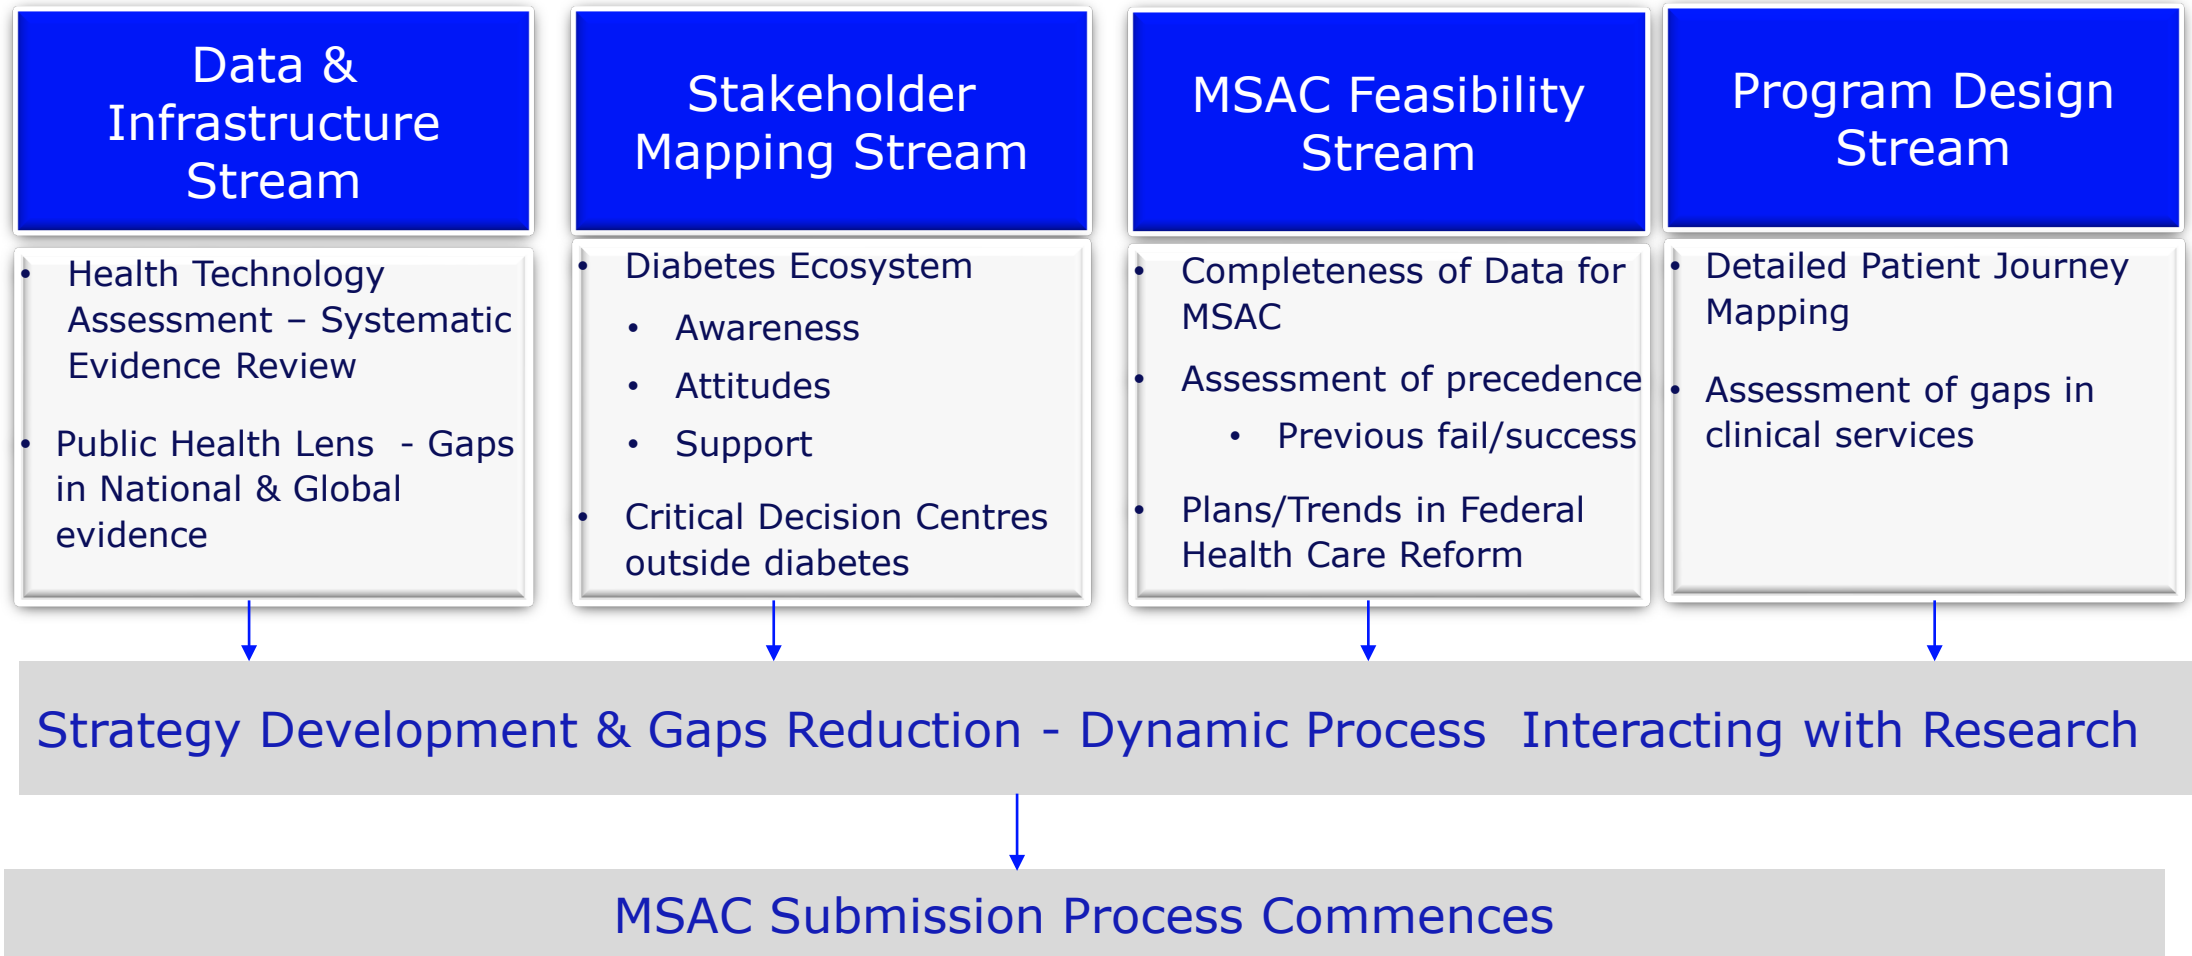 Data &
Infrastructure
Stream
• Health Technology
Assessment – Systematic
Evidence Review
• Public Health Lens  - Gaps
in National & Global
evidence
Stakeholder
Mapping Stream
• Diabetes Ecosystem
• Awareness
• Attitudes
• Support
• Critical Decision Centres
outside diabetes
MSAC Feasibility
Stream
• Completeness of Data for
MSAC
• Assessment of precedence
• Previous fail/success
• Plans/Trends in Federal
Health Care Reform
Program Design
Stream
• Detailed Patient Journey
Mapping
• Assessment of gaps in
clinical services
Strategy Development & Gaps Reduction - Dynamic Process  Interacting with Research
MSAC Submission Process Commences